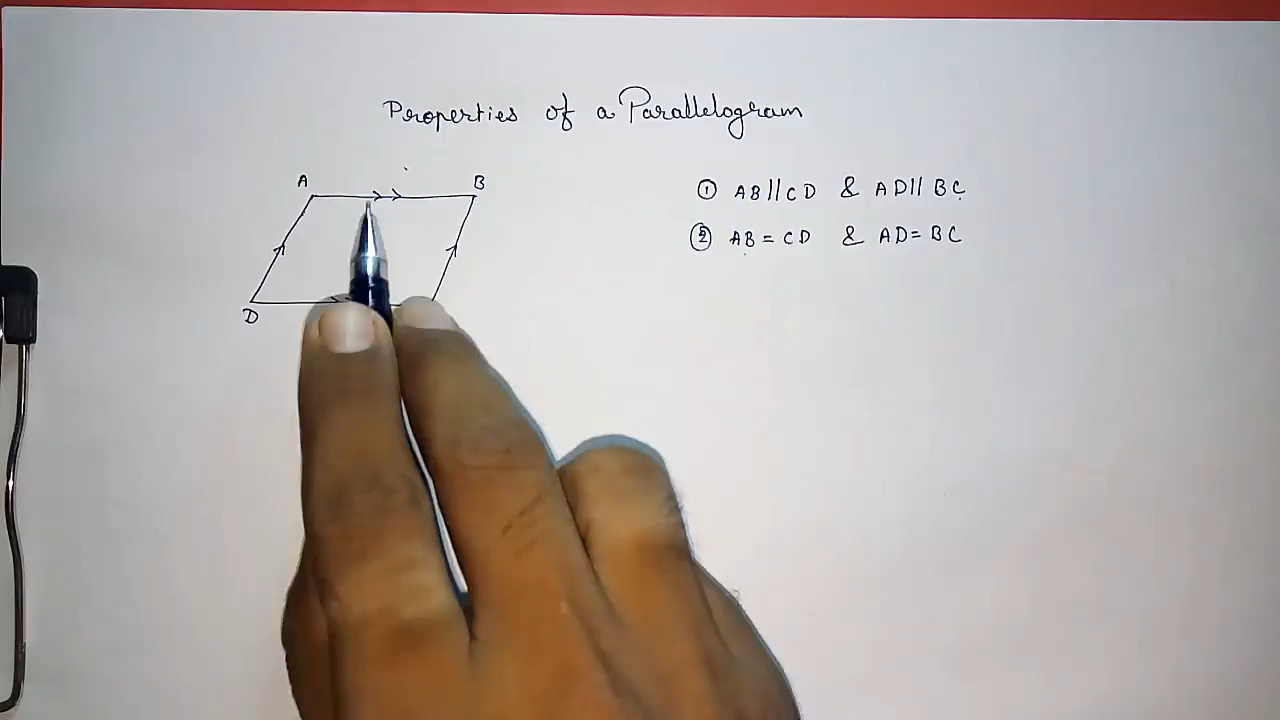 Properties of a Parallelogram
A B
① AB||CD & AD||BC
② AB=CD & AD=BC
D